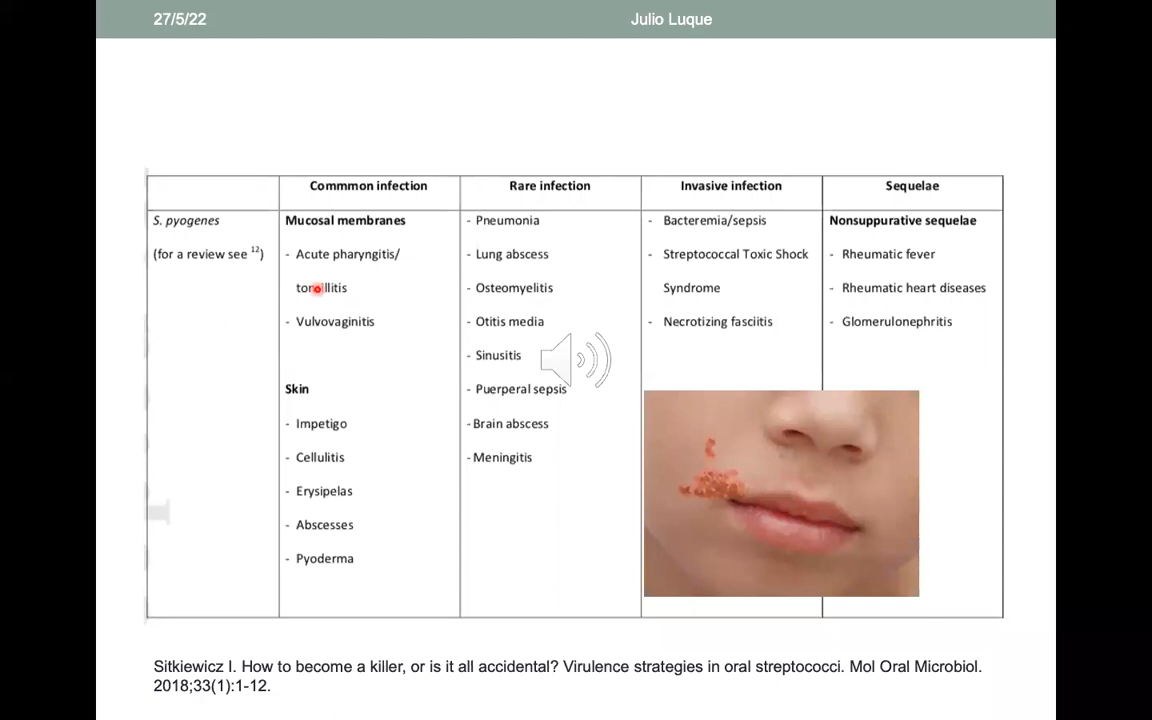 27/5/22
Julio Luque
Commmon infection
Rare infection
Invasive infection
Sequelae
S. pyogenes
(for a review see 12)
Mucosal membranes
- Acute pharyngitis/
tonsillitis
- Vulvovaginitis
Skin
- Impetigo
- Cellulitis
- Erysipelas
- Abscesses
- Pyoderma
- Pneumonia
- Lung abscess
- Osteomyelitis
- Otitis media
- Sinusitis
- Puerperal sepsis
- Brain abscess
- Meningitis
- Bacteremia/sepsis
- Streptococcal Toxic Shock
Syndrome
- Necrotizing fasciitis
Nonsuppurative sequelae
- Rheumatic fever
- Rheumatic heart diseases
- Glomerulonephritis
Sitkiewicz I. How to become a killer, or is it all accidental? Virulence strategies in oral streptococci. Mol Oral Microbiol.
2018;33(1):1-12.